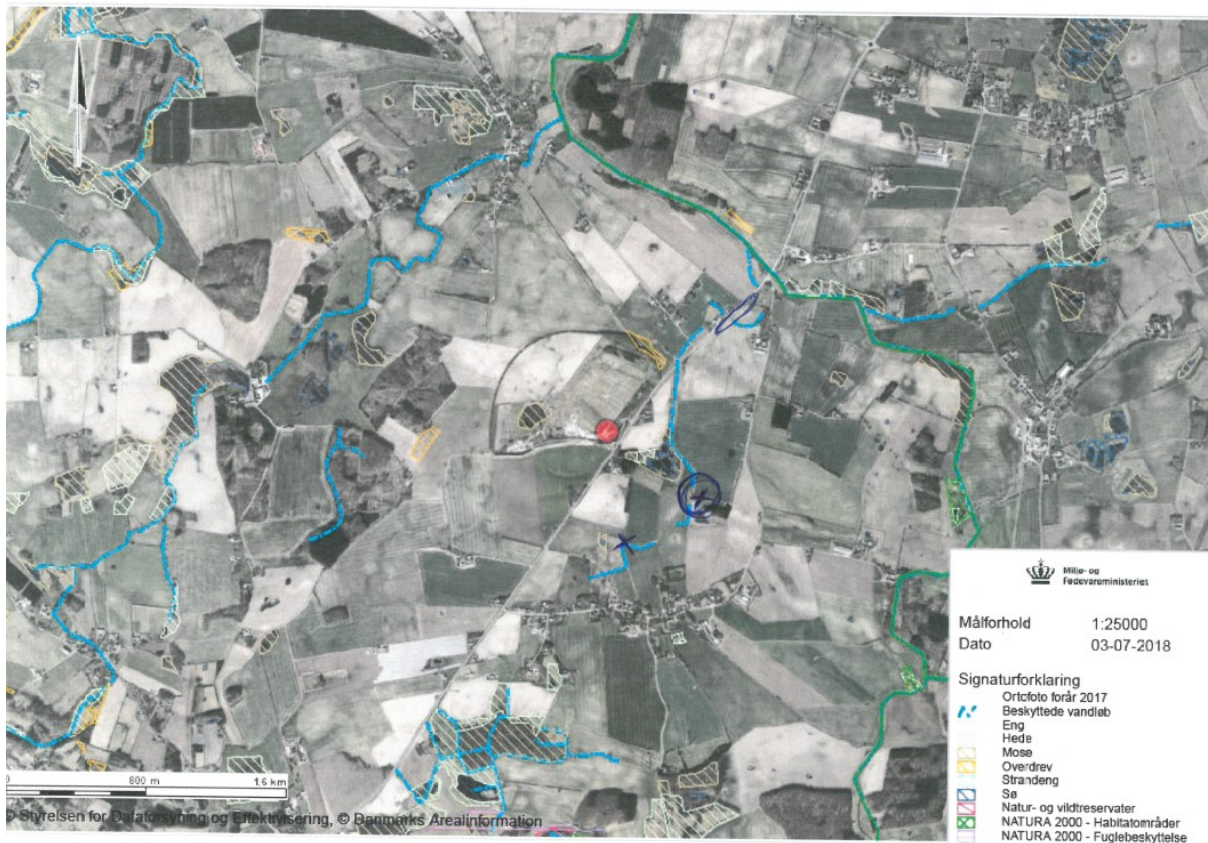 Miljø- og
Fødevareministeriet
Målforhold 1:25000
Dato 03-07-2018
Signaturforklaring
Ortofoto forår 2017
Beskyttede vandløb
Eng
Hede
Mose
Overdrev
Strandeng
Sø
Natur- og vildtreservater
NATURA 2000 - Habitatområder
NATURA 2000 - Fuglebeskyttelse
0 800 m 1.6 km
© Styrelsen for Dataforsyning og Effektivisering, © Danmarks Arealinformation